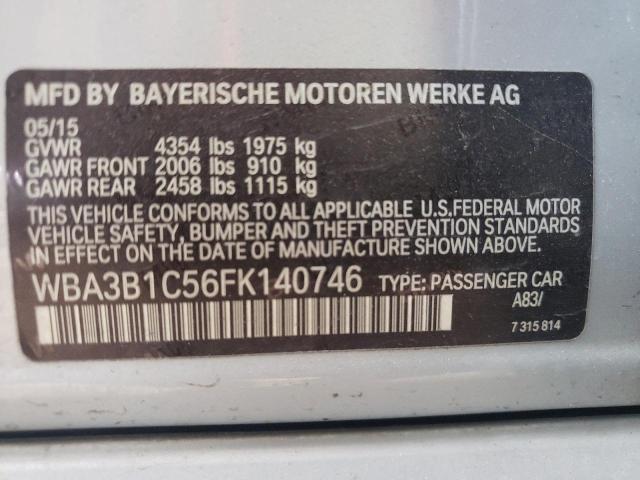 MFD BY BAYERISCHE MOTOREN WERKE AG
05/15
GVWR 4354 lbs 1975 kg
GAWR FRONT 2006 lbs 910 kg
GAWR REAR 2458 lbs 1115 kg
THIS VEHICLE CONFORMS TO ALL APPLICABLE U.S.FEDERAL MOTOR
VEHICLE SAFETY, BUMPER AND THEFT PREVENTION STANDARDS
IN EFFECT ON THE DATE OF MANUFACTURE SHOWN ABOVE.
WBA3B1C56FK140746 TYPE: PASSENGER CAR
A83/
7 315 814